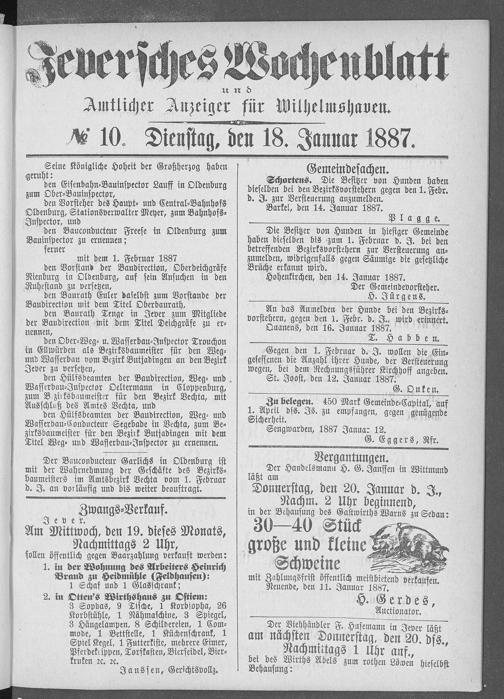 Jeversches Wochenblatt
und
Amtlicher Anzeiger für Wilhelmshaven.
№ 10. Dienstag, den 18. Januar 1887.
Seine Königliche Hoheit der Großherzog haben
geruht:
den Eisenbahn-Bauinspector Lauff in Oldenburg
zum Ober-Bauinspector,
den Vorsteher des Haupt- und Central-Bahnhofs
Oldenburg, Stationsverwalter Meyer, zum Bahnhofs-
Inspector, und
den Bauconducteur Freese in Oldenburg zum
Bauinspector zu ernennen;
ferner
mit dem 1. Februar 1887
den Vorstand der Baudirection, Oberdeichgräfe
Nienburg in Oldenburg, auf sein Ansuchen in den
Ruhestand zu versetzen,
den Baurath Euler daselbst zum Vorstande der
Baudirection mit dem Titel Oberbaurath,
den Baurath Tenge in Jever zum Mitgliede
der Baudirection mit dem Titel Deichgräfe zu er-
nennen,
den Ober-Weg- u. Wasserbau-Inspector Trouchon
in Ellwürden als Bezirksbaumeister für den Weg-
und Wasserbau vom Bezirk Butjadingen an den Bezirk
Jever zu versetzen,
den Hülfsbeamten der Baudirection, Weg- und
Wasserbau-Inspector Oeltermann in Cloppenburg,
zum Bezirksbaumeister für den Bezirk Vechta, mit
Ausschluß des Amts Vechta, und
den Hülfsbeamten der Baudirection, Weg- und
Wasserbau-Conducteur Segebade in Vechta, zum Be-
zirksbaumeister für den Bezirk Butjadingen mit dem
Titel Weg- und Wasserbau-Inspector zu ernennen.
Der Bauconducteur Garlichs in Oldenburg ist
mit der Wahrnehmung der Geschäfte des Bezirks-
baumeisters im Amtsbezirk Vechta vom 1. Februar
d. J. an vorläufig und bis weiter beauftragt.
Zwangs-Verkauf.
Jever.
Am Mittwoch, den 19. dieses Monats,
Nachmittags 2 Uhr,
sollen öffentlich gegen Baarzahlung verkauft werden:
1. in der Wohnung des Arbeiters Heinrich
Brand zu Heidmühle (Feldhausen):
1 Schaf und 1 Glasschrank;
2. in Otten's Wirthshaus zu Ostiem:
3 Sophas, 9 Tische, 1 Korbsopha, 26
Korbstühle, 1 Nähmaschine, 3 Spiegel,
3 Hängelampen, 8 Schildereien, 1 Com-
mode, 1 Bettstelle, 1 Küchenschrank, 1
Spiel Kegel, 1 Futterkiste, mehrere Eimer,
Pferdekrippen, Torfkasten, Bierseidel, Bier-
kruken ꝛc. ꝛc.
Janssen, Gerichtsvollz.
Gemeindesachen.
Schortens. Die Besitzer von Hunden haben
dieselben bei den Bezirksvorstehern gegen den 1. Febr.
d. J. zur Versteuerung anzumelden.
Barkel, den 14. Januar 1887.
Plagge.
Die Besitzer von Hunden in hiesiger Gemeinde
haben dieselben bis zum 1. Februar d. J. bei den
betreffenden Bezirksvorstehern zur Versteuerung an-
zumelden, widrigenfalls gegen Säumige die gesetzliche
Brüche erkannt wird.
Hohenkirchen, den 14. Januar 1887.
Der Gemeindevorsteher.
H. Jürgens.
An das Anmelden der Hunde bei den Bezirks-
vorstehern, gegen den 1. Febr. d. J., wird erinnert.
Ouanens, den 16. Januar 1887.
T. Habben.
Gegen den 1. Februar d. J. wollen die Ein-
gesessenen die Anzahl ihrer Hunde, der Versteuerung
wegen, bei dem Rechnungsführer Kirchhoff angeben.
St. Joost, den 12. Januar 1887.
G. Onken.
Zu belegen. 450 Mark Gemeinde-Capital, auf
1. April dss. Js. zu empfangen, gegen genügende
Sicherheit.
Sengwarden, 1887 Januar 12.
G. Eggers, Rfr.
Vergantungen.
Der Handelsmann H. G. Janssen in Wittmund
läßt am
Donnerstag, den 20. Januar d. J.,
Nachm. 2 Uhr beginnend,
in der Behausung des Gastwirths Warns zu Sedan:
30—40 Stück
große und kleine
Schweine
mit Zahlungsfrist öffentlich meistbietend verkaufen.
Neuende, den 11. Januar 1887.
H. Gerdes,
Auctionator.
Der Viehhändler F. Hasemann in Jever läßt
am nächsten Donnerstag, den 20. dss.,
Nachmittags 1 Uhr auf.,
bei des Wirths Abels zum rothen Löwen hieselbst
Behausung: